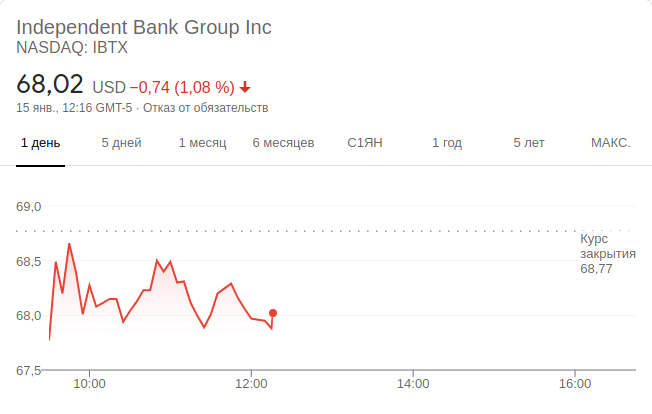 Independent Bank Group Inc
NASDAQ: IBTX
68,02 USD −0,74 (1,08 %)
15 янв., 12:16 GMT-5 · Отказ от обязательств
1 день 5 дней 1 месяц 6 месяцев С1ЯН 1 год 5 лет МАКС.
69,0
68,5
68,0
67,5
Курс
закрытия
68,77
10:00 12:00 14:00 16:00